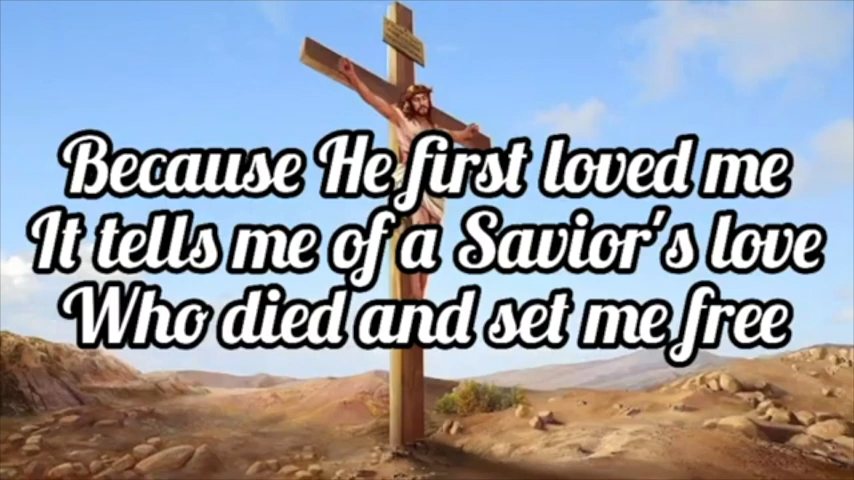 Because He first loved me
It tells me of a Savior's love
Who died and set me free